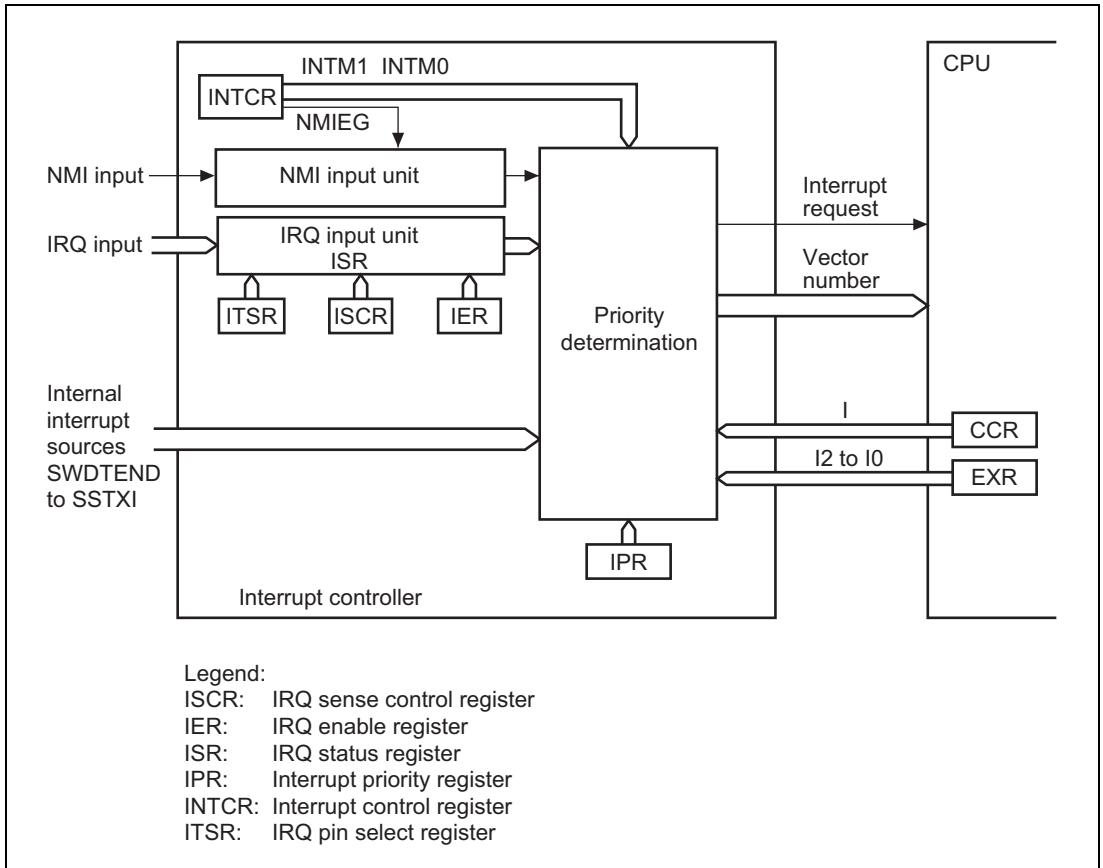 INTM1 INTM0
CPU
INTCR
NMIEG
NMI input
NMI input unit
Interrupt
request
IRQ input
IRQ input unit
ISR
Vector
number
ITSR
ISCR
IER
Priority
determination
Internal
interrupt
sources
SWDTEND
to SSTXI
I
CCR
I2 to I0
EXR
IPR
Interrupt controller
Legend:
ISCR: IRQ sense control register
IER: IRQ enable register
ISR: IRQ status register
IPR: Interrupt priority register
INTCR: Interrupt control register
ITSR: IRQ pin select register